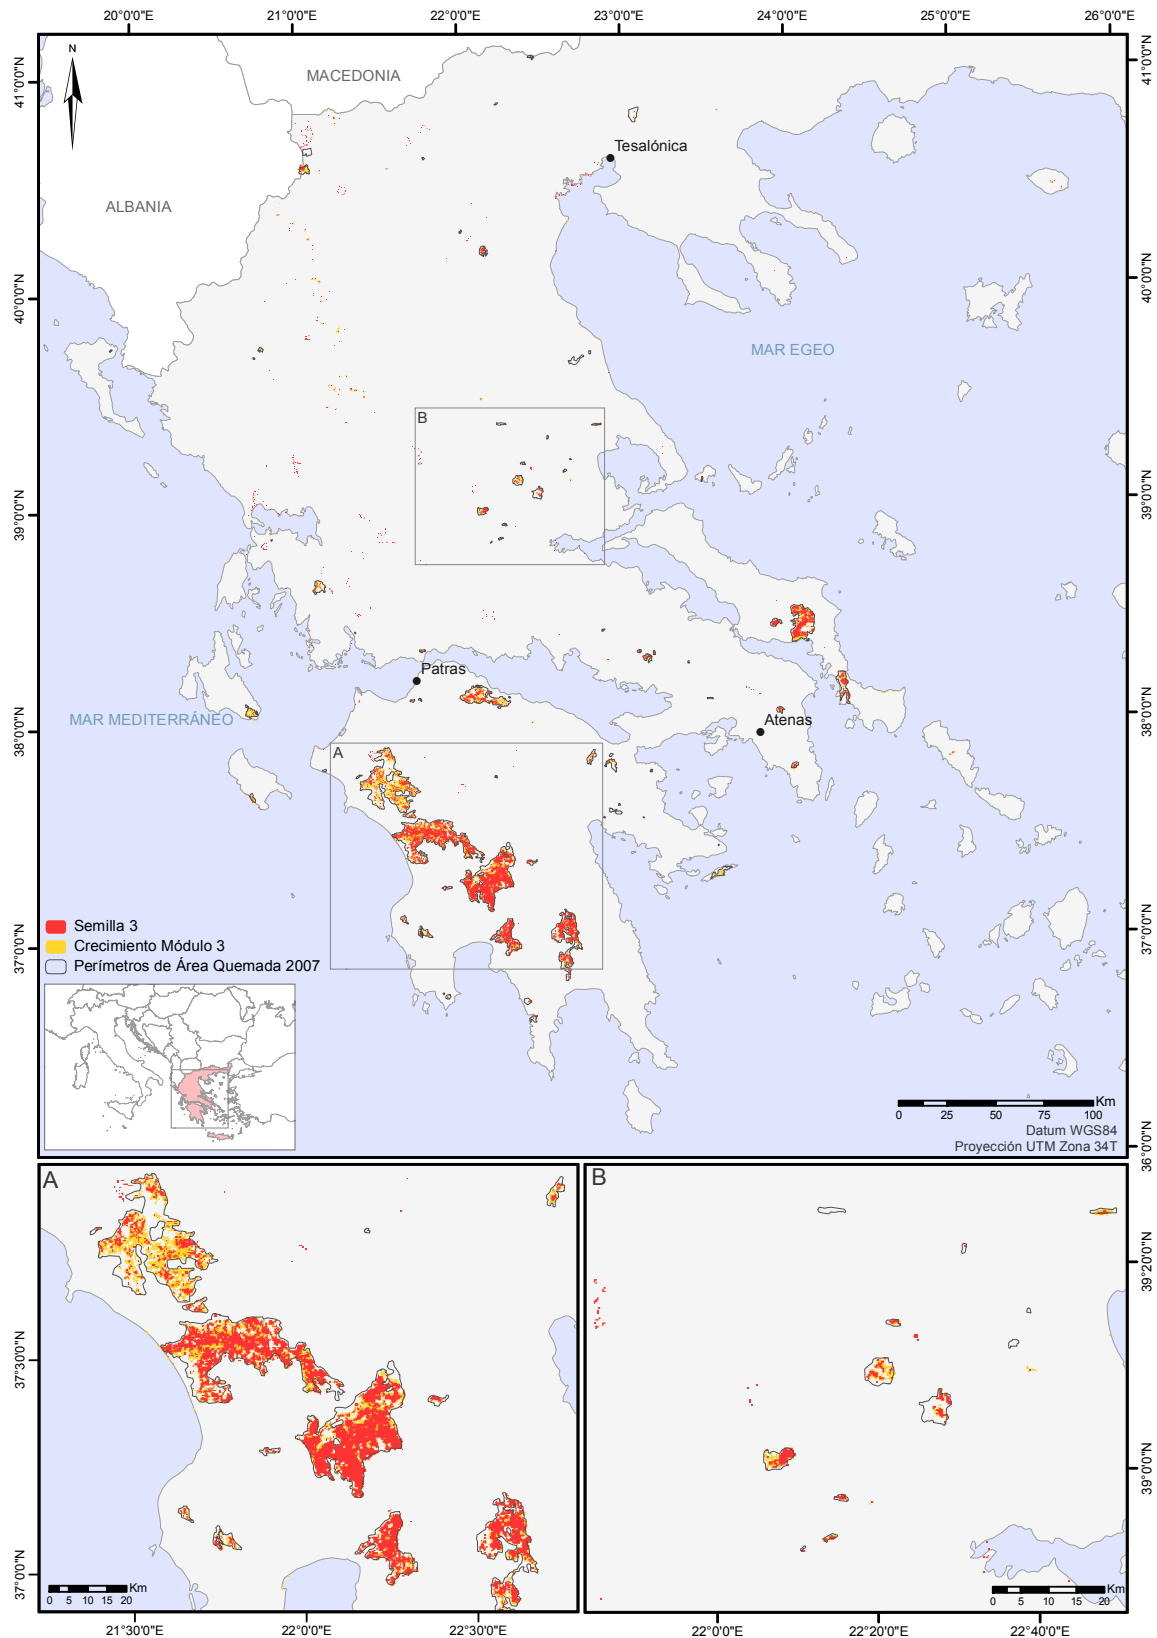 20°0'0"E 21°0'0"E 22°0'0"E 23°0'0"E 24°0'0"E 25°0'0"E 26°0'0"E
N
MACEDONIA
41°0'0"N
41°0'0"N
Tesalónica
ALBANIA
40°0'0"N
40°0'0"N
MAR EGEO
B
39°0'0"N
39°0'0"N
Patras
MAR MEDITERRÁNEO
Atenas
38°0'0"N
38°0'0"N
A
Semilla 3
Crecimiento Módulo 3
Perímetros de Área Quemada 2007
37°0'0"N
37°0'0"N
Km
0 25 50 75 100
Datum WGS84
Proyección UTM Zona 34T
36°0'0"N
A
B
39°20'0"N
37°30'0"N
39°0'0"N
37°0'0"N
Km
0 5 10 15 20
Km
0 5 10 15 20
21°30'0"E 22°0'0"E 22°30'0"E
22°0'0"E 22°20'0"E 22°40'0"E